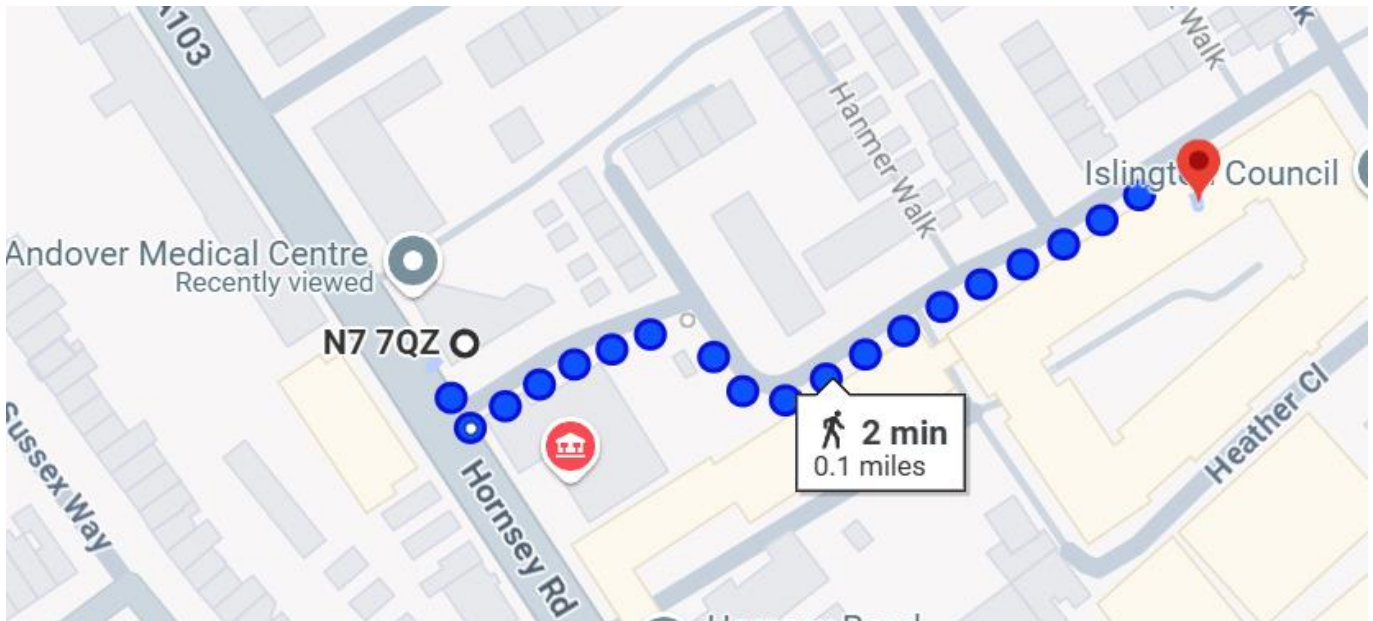 A103
Walk
Hanmer Walk
Islington Council
Andover Medical Centre
Recently viewed
N7 7QZ
2 min
0.1 miles
Heather Cl
Sussex Way
Hornsey Rd